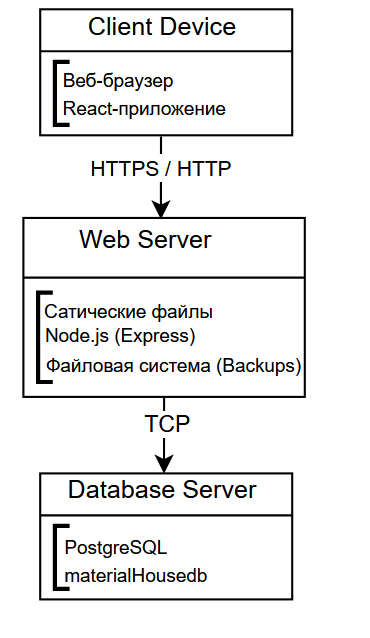 Client Device
Веб-браузер
React-приложение
HTTPS / HTTP
Web Server
Сатические файлы
Node.js (Express)
Файловая система (Backups)
TCP
Database Server
PostgreSQL
materialHousedb